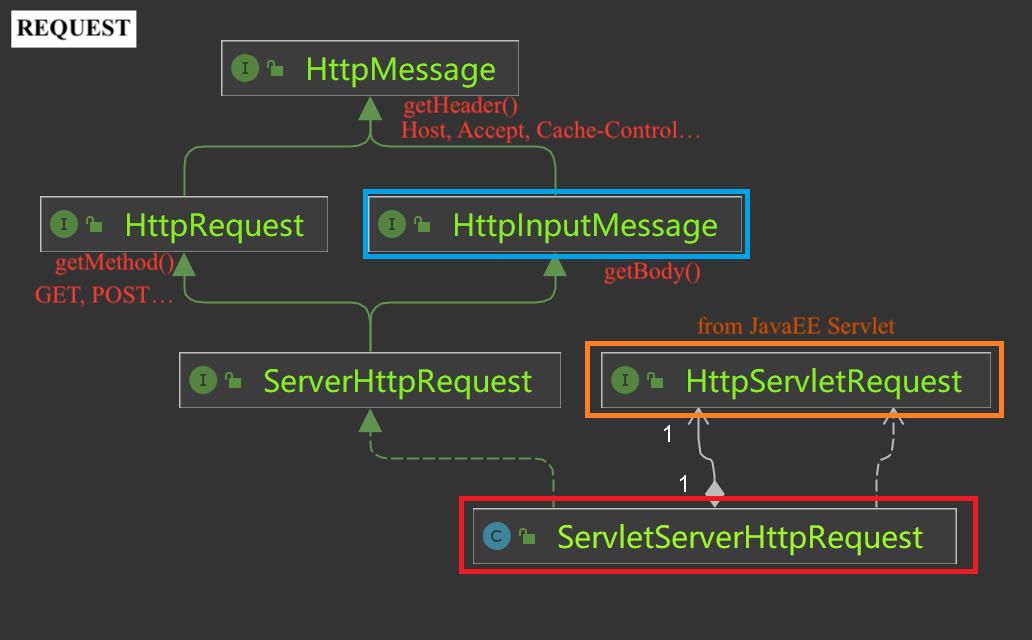 REQUEST
I HttpMessage
getHeader()
Host, Accept, Cache-Control…
I HttpRequest
I HttpInputMessage
getMethod()
getBody()
GET, POST…
from JavaEE Servlet
I ServerHttpRequest
I HttpServletRequest
1
1
C ServletServerHttpRequest